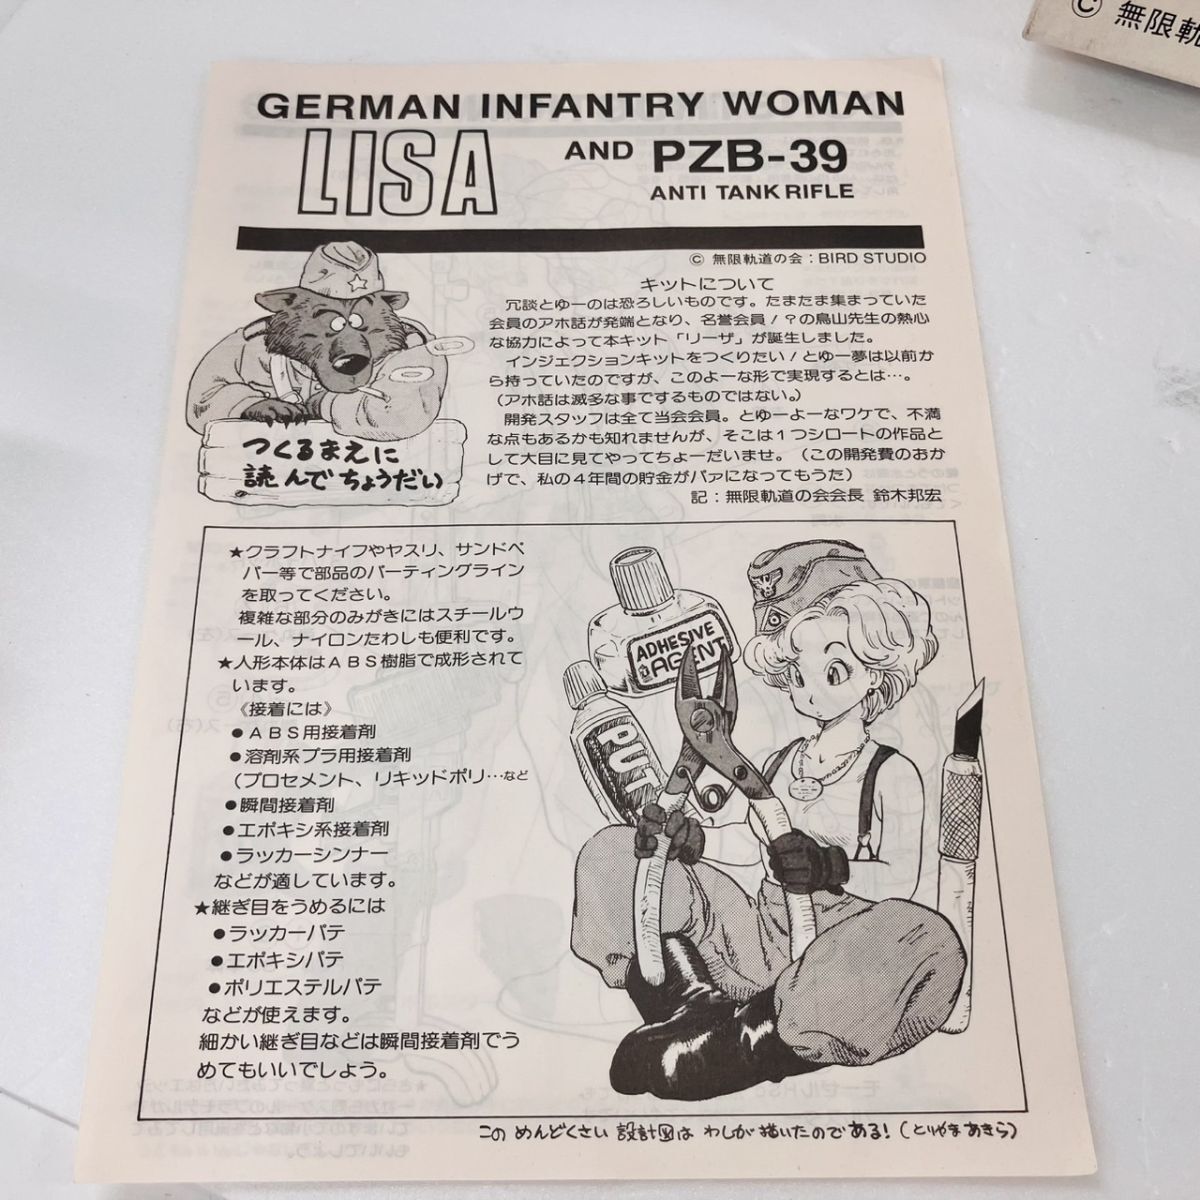 © 無限軌
GERMAN INFANTRY WOMAN
LISA AND PZB-39
ANTI TANK RIFLE
© 無限軌道の会：BIRD STUDIO
キットについて
冗談とゆーのは恐ろしいものです。たまたま集まっていた
会員のアホ話が発端となり、名誉会員！？の鳥山先生の熱心
な協力によって本キット「リーザ」が誕生しました。
インジェクションキットをつくりたい！とゆー夢は以前か
ら持っていたのですが、このよーな形で実現するとは…。
（アホ話は滅多な事でするものではない。）
開発スタッフは全て当会会員。とゆーよーなワケで、不満
な点もあるかも知れませんが、そこは１つシロートの作品と
して大目に見てやってちょーだいませ。（この開発費のおか
げで、私の４年間の貯金がパァになってもうた）
記：無限軌道の会会長 鈴木邦宏
つくるまえに
読んでちょうだい
★クラフトナイフやヤスリ、サンドペ
パー等で部品のパーティングライン
を取ってください。
複雑な部分のみがきにはスチールウ
ール、ナイロンたわしも便利です。
★人形本体はＡＢＳ樹脂で成形されて
います。
《接着には》
●ＡＢＳ用接着剤
●溶剤系プラ用接着剤
（プロセメント、リキッドポリ…など
●瞬間接着剤
●エポキシ系接着剤
●ラッカーシンナー
などが適しています。
★継ぎ目をうめるには
●ラッカーパテ
●エポキシパテ
●ポリエステルパテ
などが使えます。
細かい継ぎ目などは瞬間接着剤でう
めてもいいでしょう。
ADHESIVE
AGENT
PUT
この めんどくさい 設計図は わしが描いたのである！（とりやまあきら）